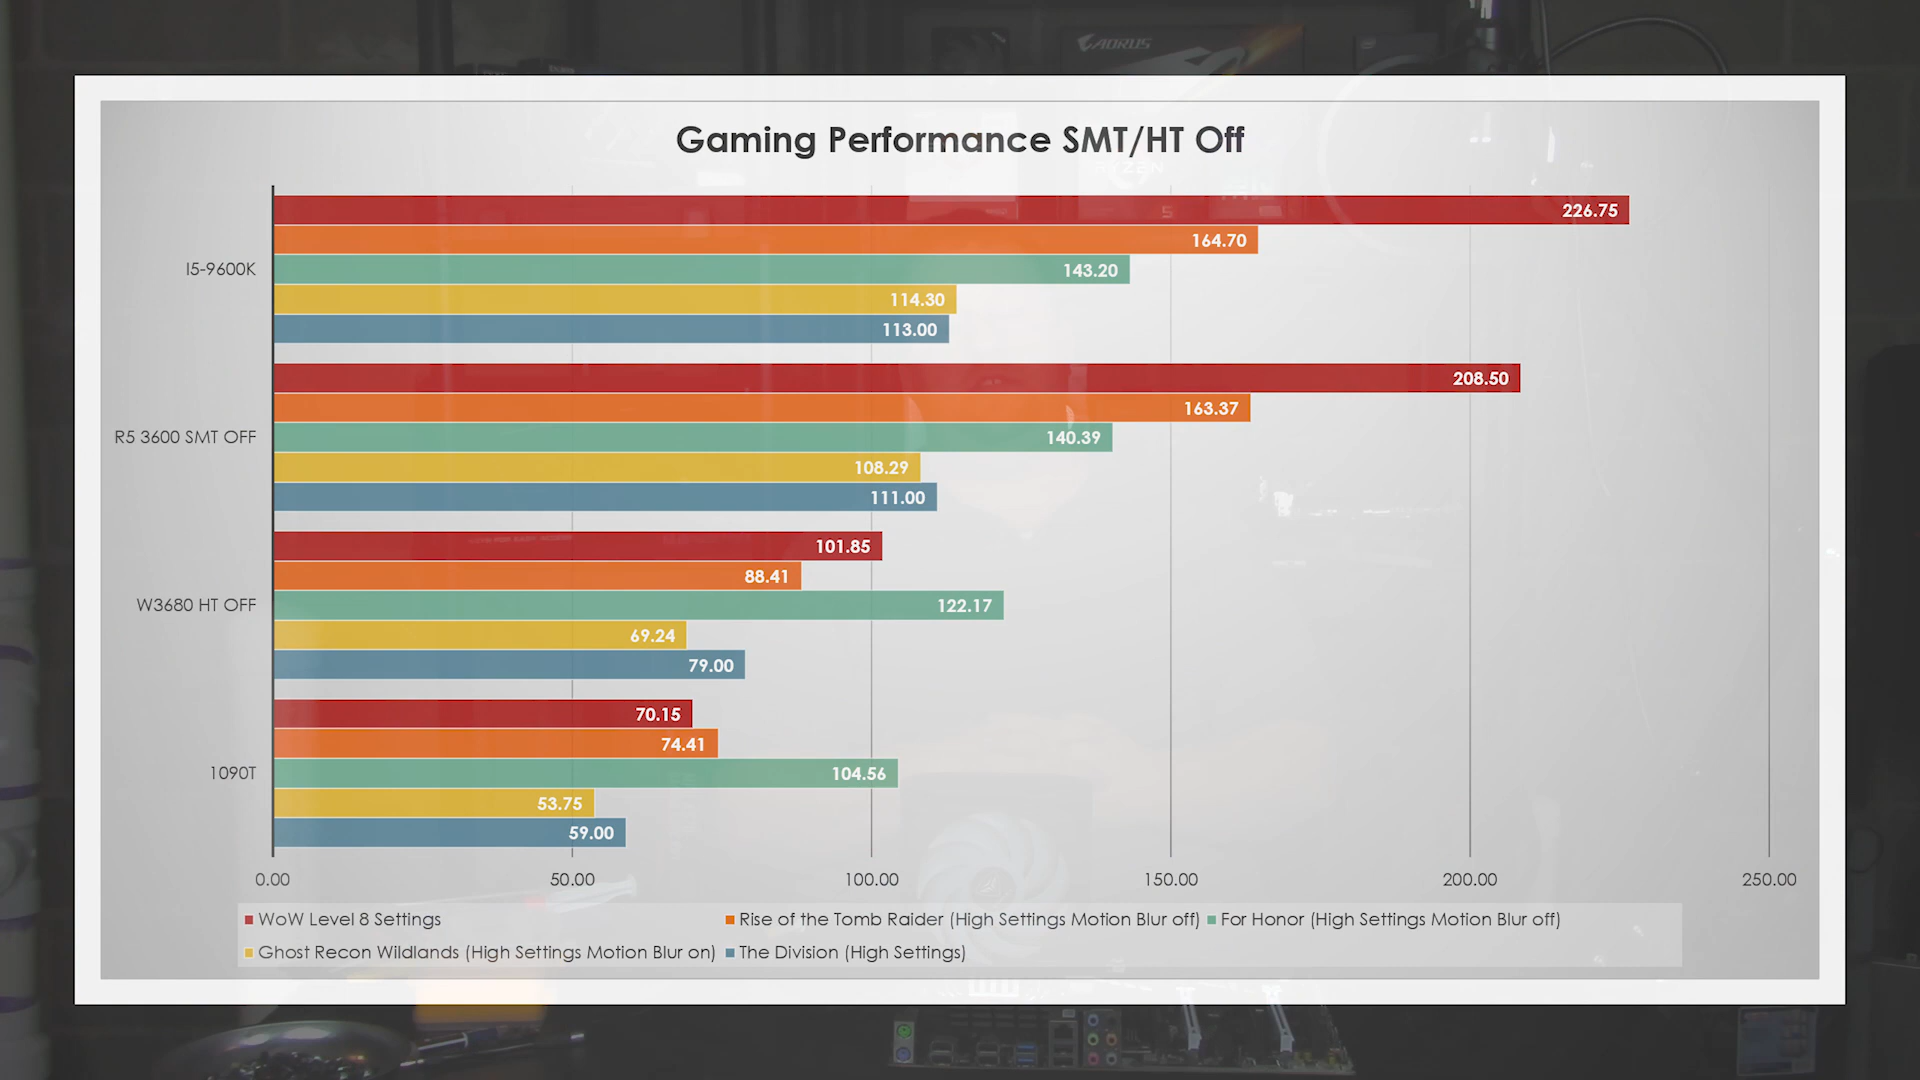 AORUS
Gaming Performance SMT/HT Off
RYZEN
5
I5-9600K
226.75
164.70
143.20
114.30
113.00
R5 3600 SMT OFF
208.50
163.37
140.39
108.29
111.00
W3680 HT OFF
101.85
88.41
122.17
69.24
79.00
1090T
70.15
74.41
104.56
53.75
59.00
0.00 50.00 100.00 150.00 200.00 250.00
WoW Level 8 Settings Rise of the Tomb Raider (High Settings Motion Blur off) For Honor (High Settings Motion Blur off)
Ghost Recon Wildlands (High Settings Motion Blur on) The Division (High Settings)